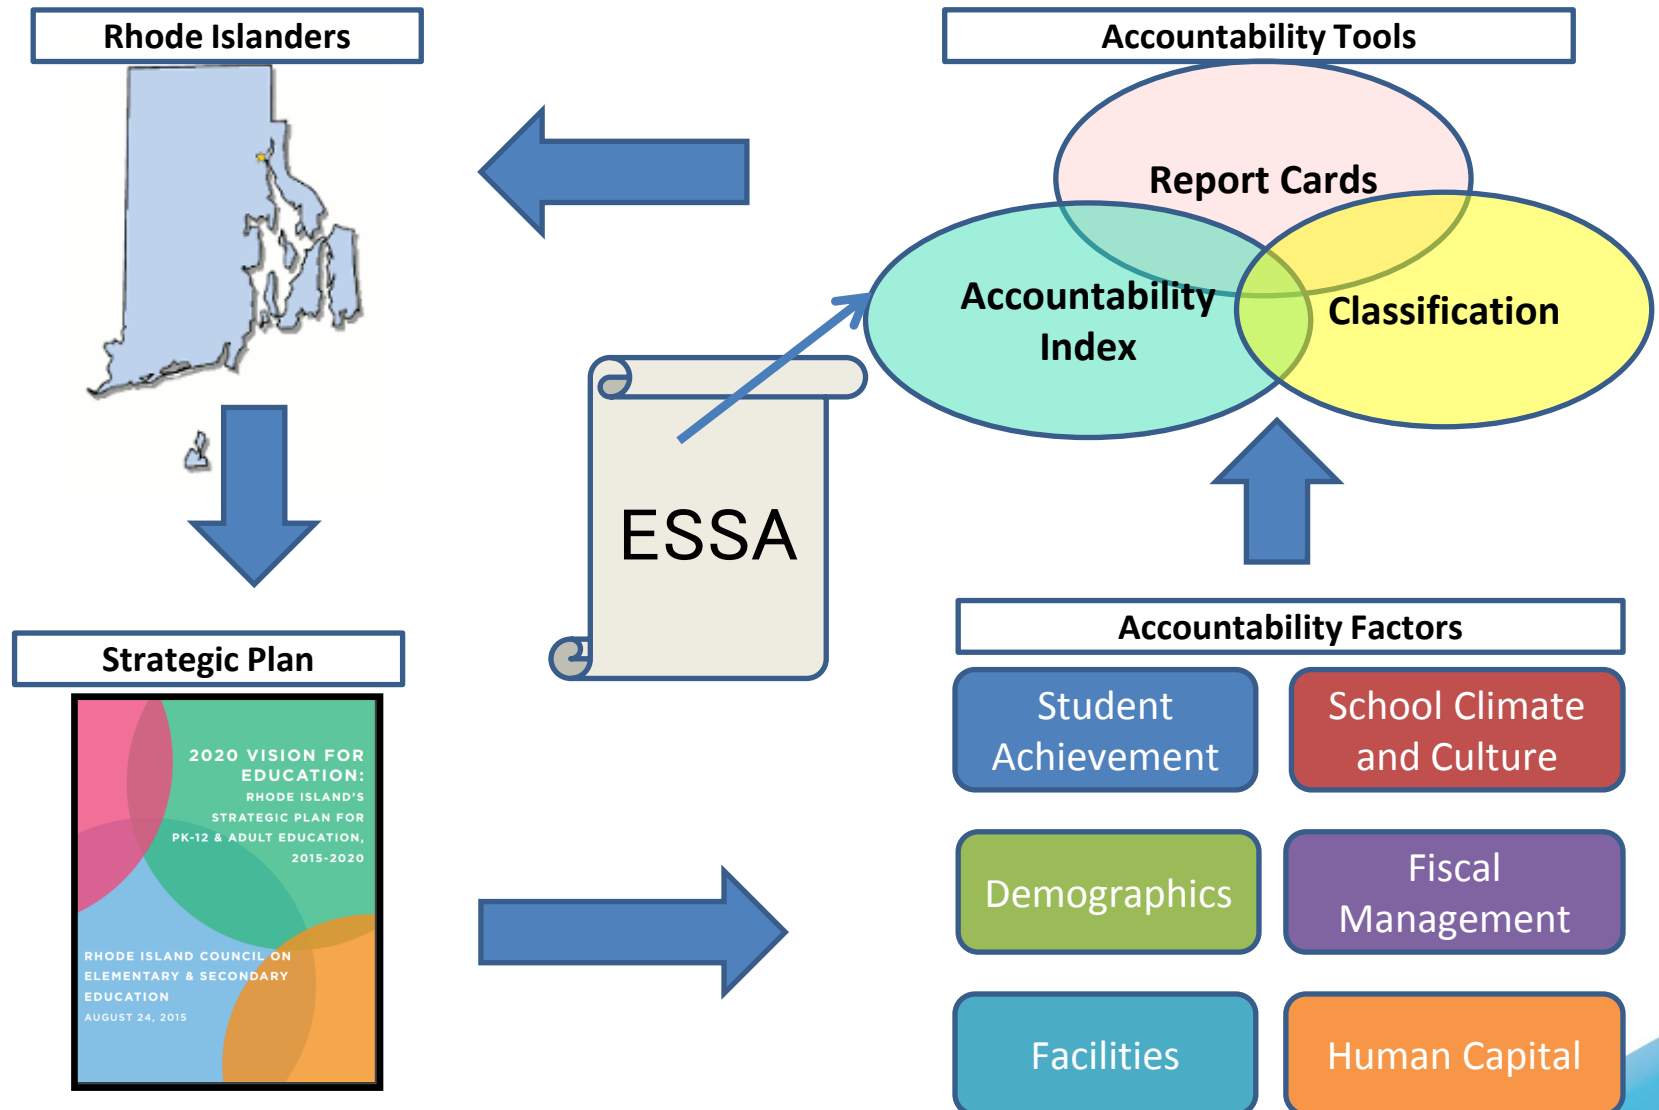 Rhode Islanders
Accountability Tools
Report Cards
Accountability
Index
Classification
ESSA
Strategic Plan
2020 VISION FOR
EDUCATION:
RHODE ISLAND'S
STRATEGIC PLAN FOR
PK-12 & ADULT EDUCATION,
2015-2020
RHODE ISLAND COUNCIL ON
ELEMENTARY & SECONDARY
EDUCATION
AUGUST 24, 2015
Accountability Factors
Student
Achievement
School Climate
and Culture
Demographics
Fiscal
Management
Facilities
Human Capital